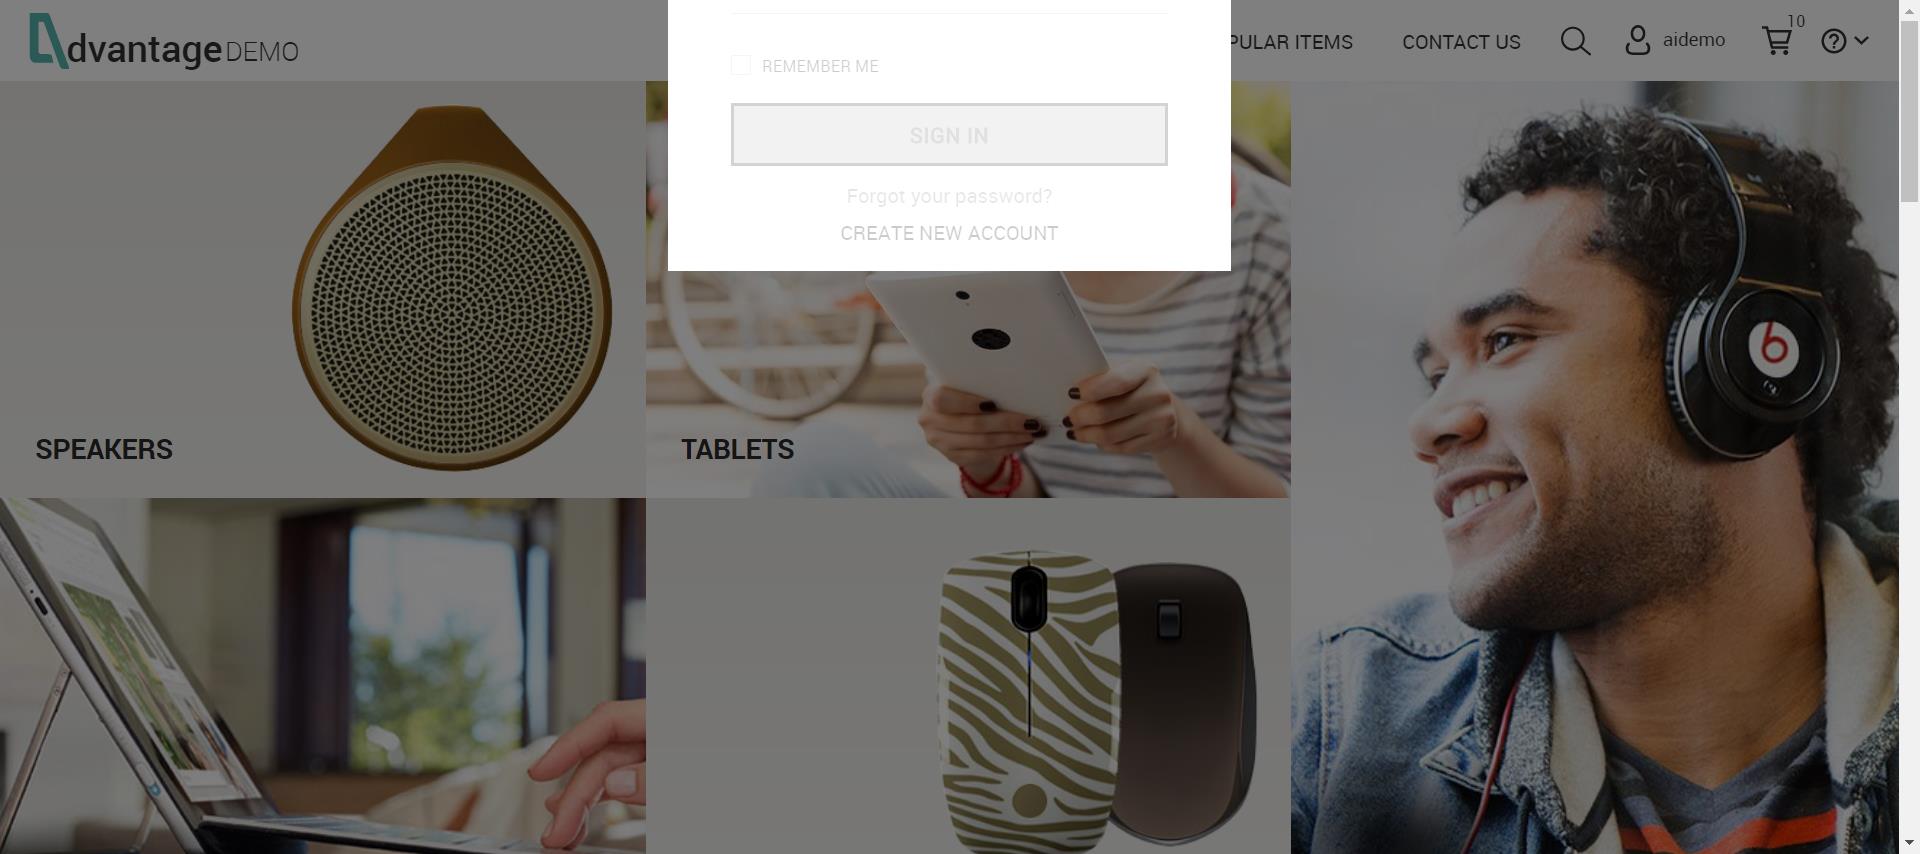 dvantage DEMO
PULAR ITEMS
CONTACT US
aidemo
10
REMEMBER ME
SIGN IN
Forgot your password?
CREATE NEW ACCOUNT
SPEAKERS
TABLETS